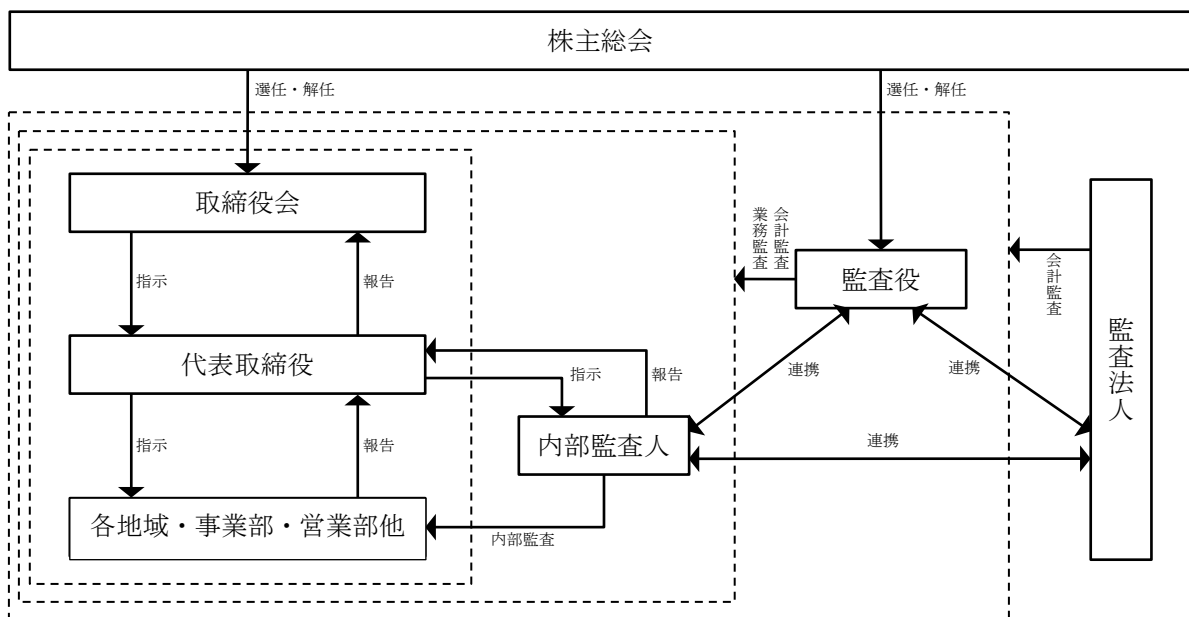 株主総会
選任・解任
選任・解任
取締役会
会計監査
業務監査
監査役
会計監査
監査法人
指示
報告
代表取締役
指示
報告
連携
連携
内部監査人
連携
指示
報告
各地域・事業部・営業部他
内部監査